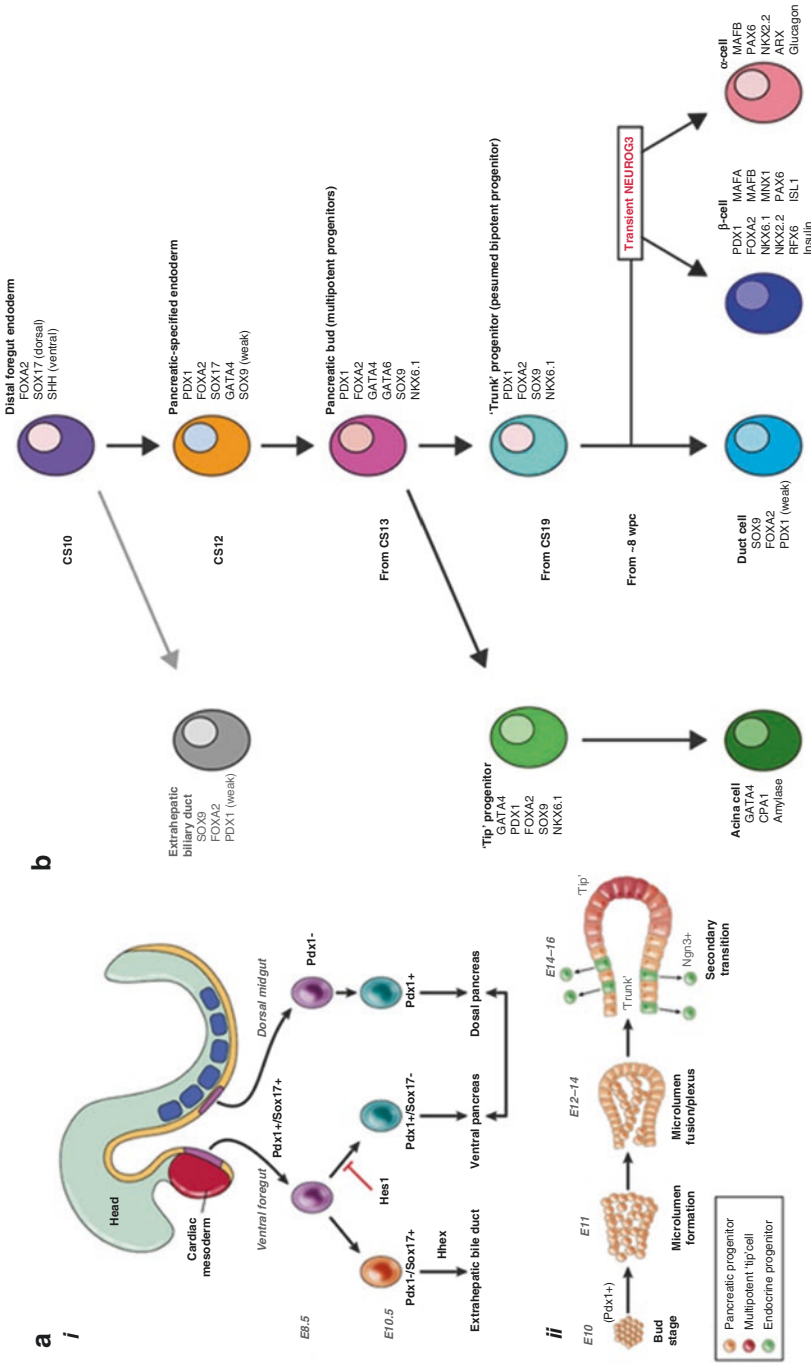 a
i
Head
Cardiac
mesoderm
Pdx1+/Sox17+
Ventral foregut
Dorsal midgut
E8.5
Pdx1-
Hes1
E10.5
Pdx1-/Sox17+
Pdx1+/Sox17-
Pdx1+
Hhex
Extrahepatic bile duct
Ventral pancreas
Dosal pancreas
ii
E10
(Pdx1+)
Bud
stage
E11
Microlumen
formation
E12–14
Microlumen
fusion/plexus
E14–16
'Tip'
'Trunk'
Ngn3+
Secondary
transition
Pancreatic progenitor
Multipotent 'tip'cell
Endocrine progenitor
b
Distal foregut endoderm
FOXA2
SOX17 (dorsal)
SHH (ventral)
CS10
Extrahepatic
biliary duct
SOX9
FOXA2
PDX1 (weak)
CS12
Pancreatic-specified endoderm
PDX1
FOXA2
SOX17
GATA4
SOX9 (weak)
From CS13
Pancreatic bud (multipotent progenitors)
PDX1
FOXA2
GATA4
GATA6
SOX9
NKX6.1
'Tip' progenitor
GATA4
PDX1
FOXA2
SOX9
NKX6.1
From CS19
'Trunk' progenitor (pesumed bipotent progenitor)
PDX1
FOXA2
SOX9
NKX6.1
From ~8 wpc
Transient NEUROG3
Acina cell
GATA4
CPA1
Amylase
Duct cell
SOX9
FOXA2
PDX1 (weak)
β-cell
PDX1 MAFA
FOXA2 MAFB
NKX6.1 MNX1
NKX2.2 PAX6
RFX6 ISL1
Insulin
α-cell
MAFB
PAX6
NKX2.2
ARX
Glucagon